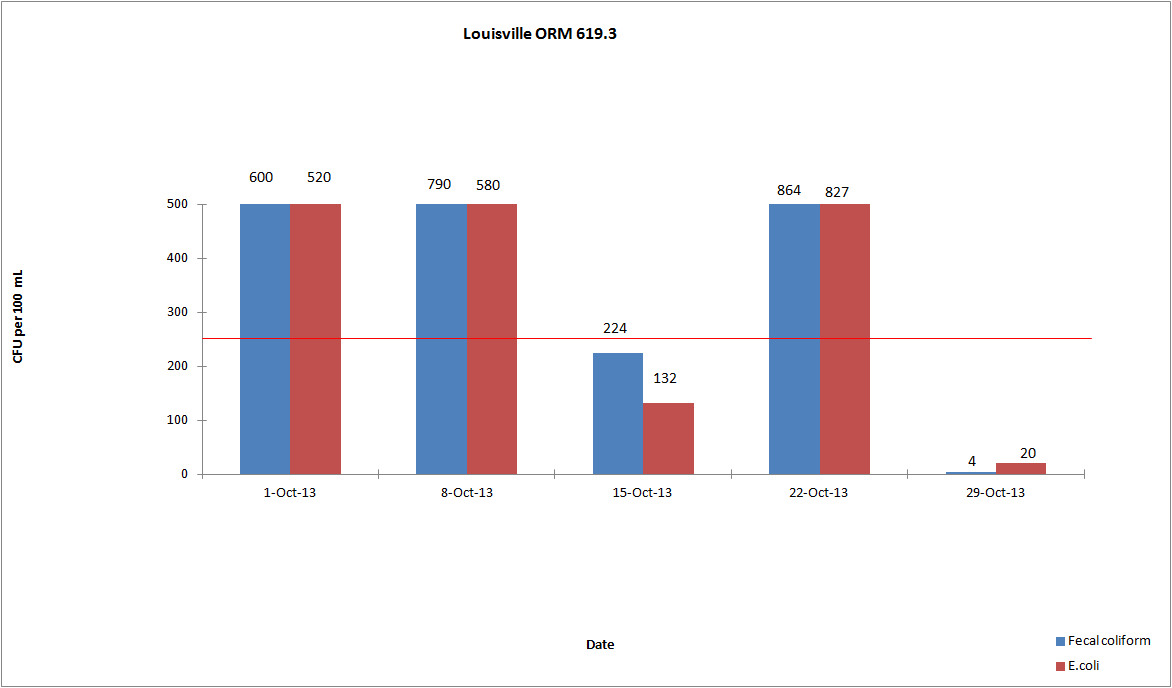 Louisville ORM 619.3
600 520 790 580 864 827
500
400
300
224
200
132
100
4 20
0
1-Oct-13 8-Oct-13 15-Oct-13 22-Oct-13 29-Oct-13
CFU per100 mL
Date
Fecal coliform
E.coli